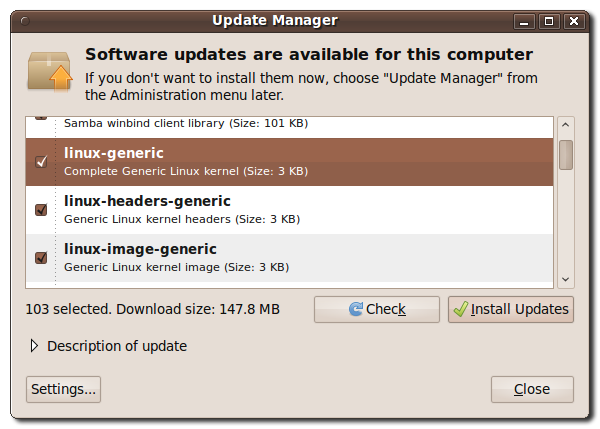 Update Manager
Software updates are available for this computer
If you don't want to install them now, choose "Update Manager" from
the Administration menu later.
Samba winbind client library (Size: 101 KB)
linux-generic
Complete Generic Linux kernel (Size: 3 KB)
linux-headers-generic
Generic Linux kernel headers (Size: 3 KB)
linux-image-generic
Generic Linux kernel image (Size: 3 KB)
103 selected. Download size: 147.8 MB
Check
Install Updates
Description of update
Settings...
Close